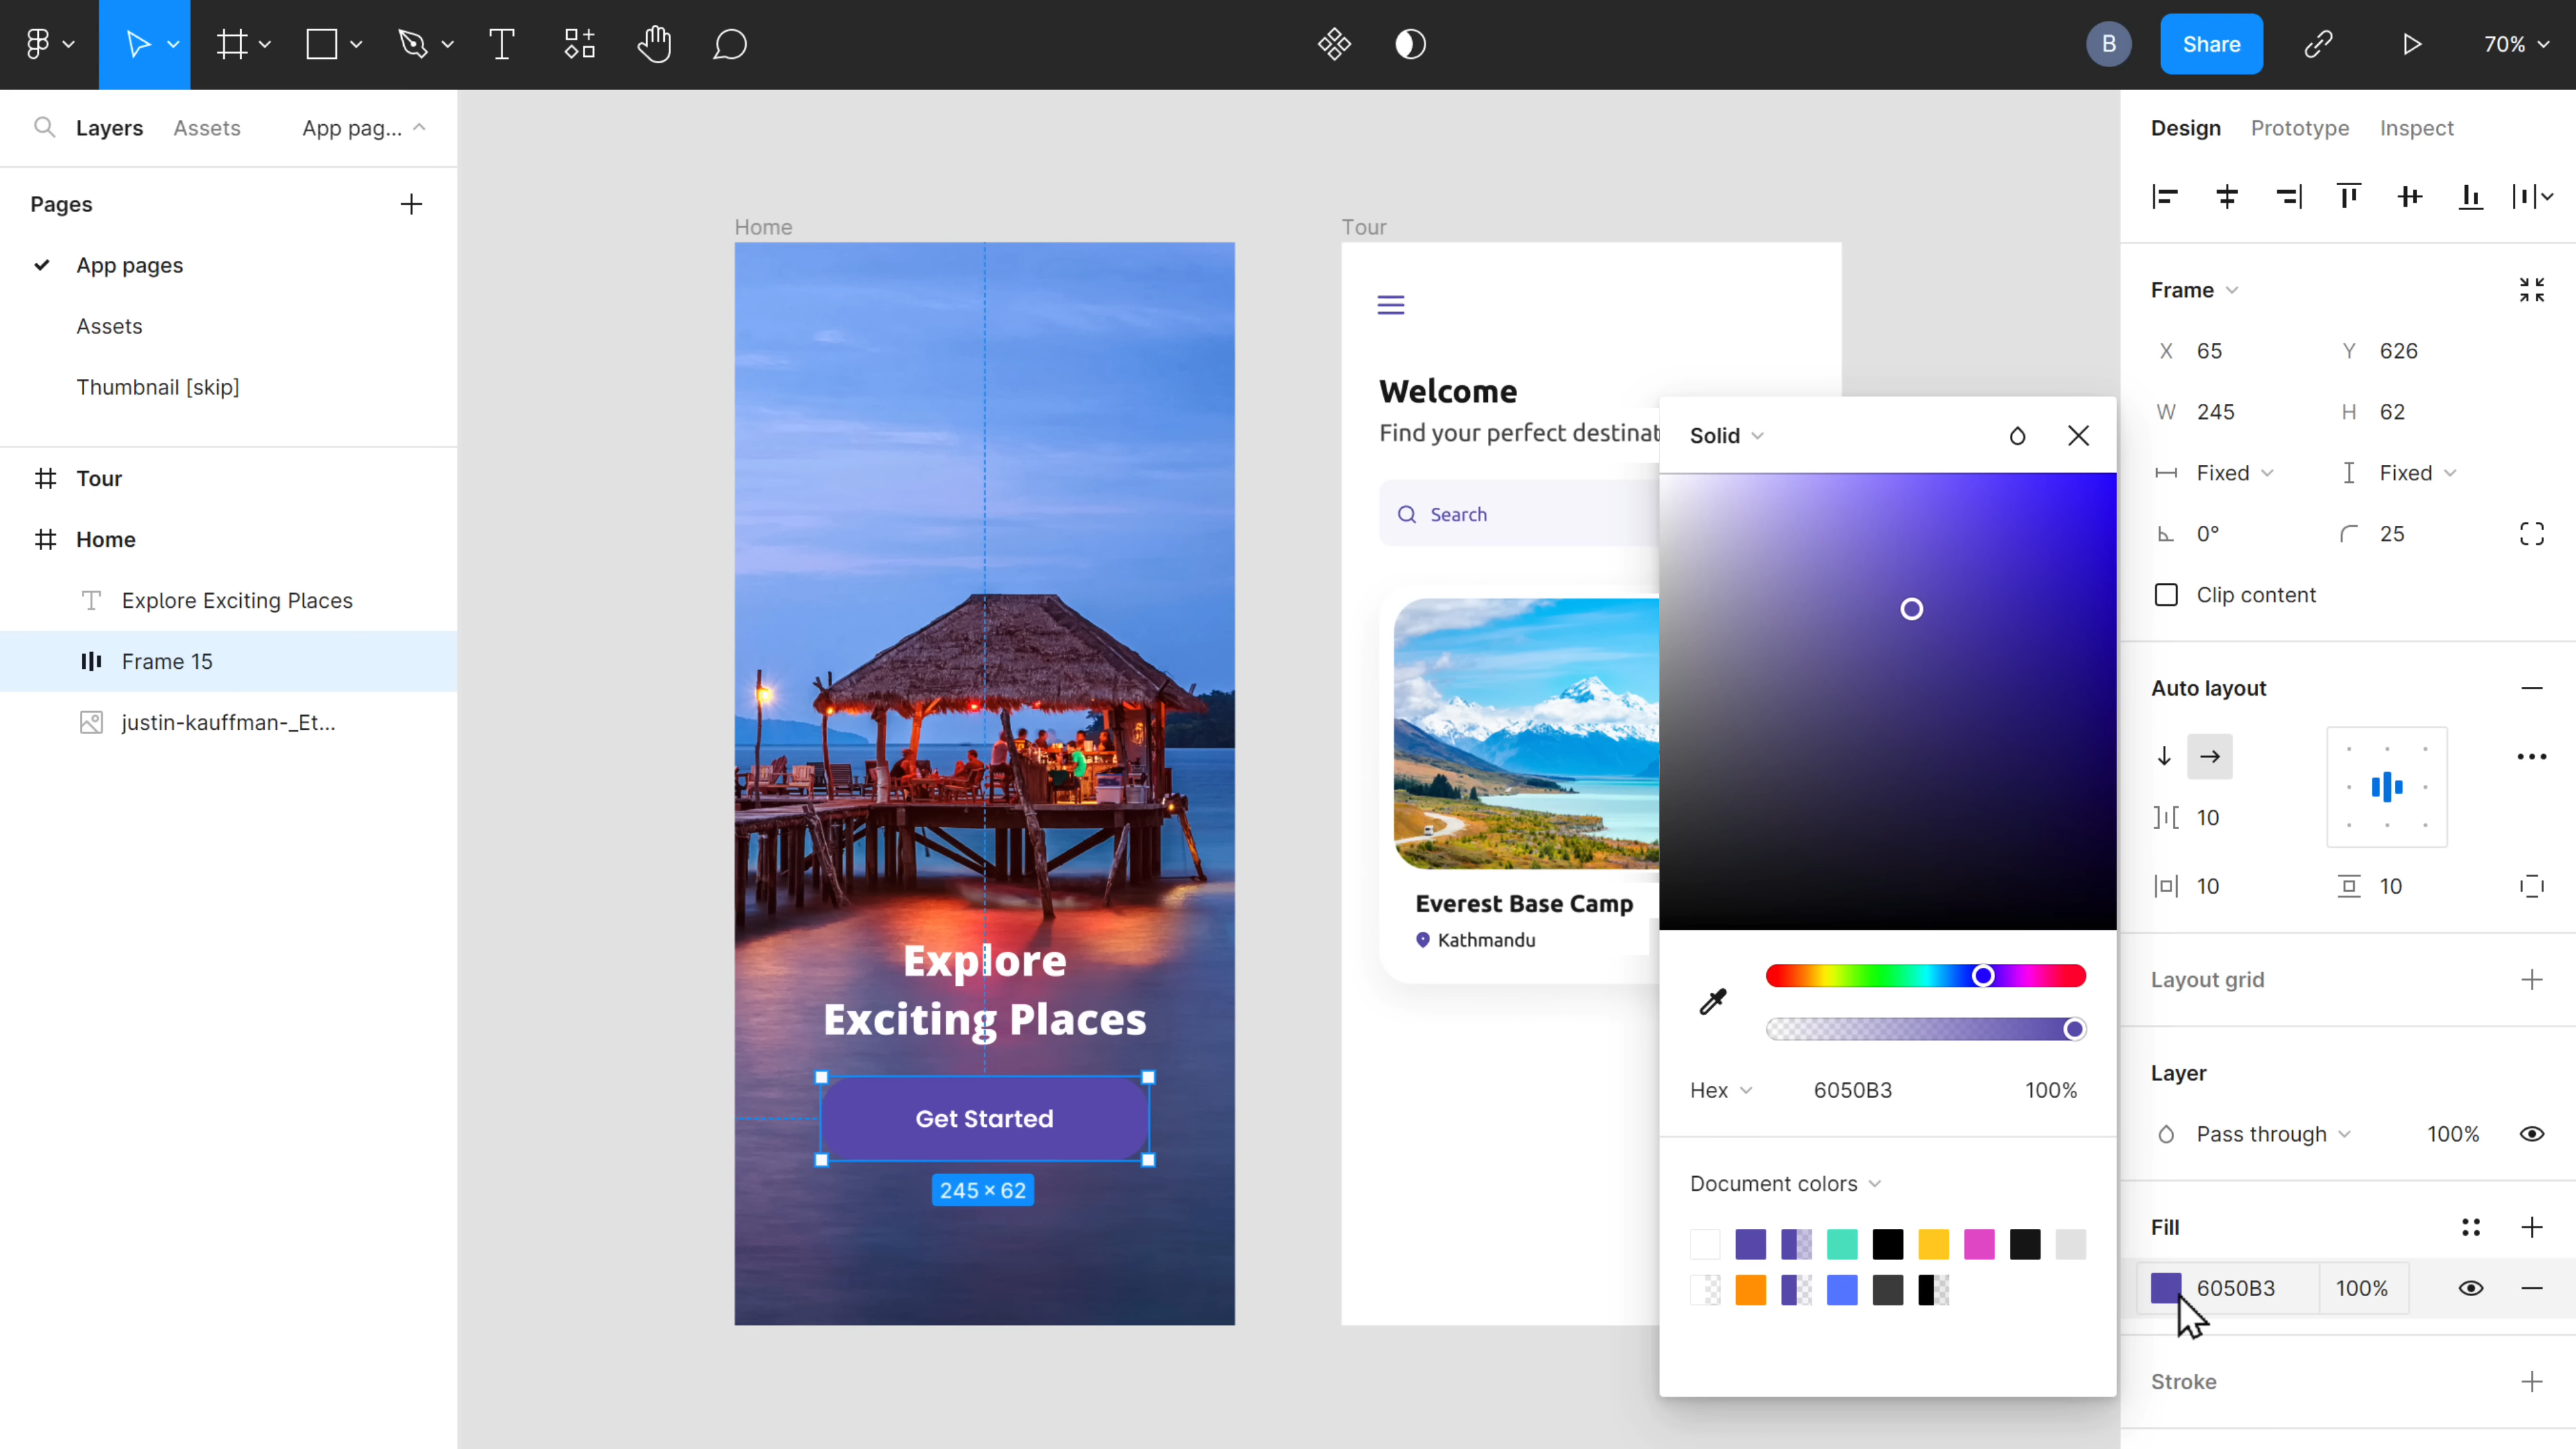 B
Share
70%
Layers
Assets
App pag...
Pages
App pages
Assets
Thumbnail [skip]
Tour
Home
Explore Exciting Places
Frame 15
justin-kauffman-_Et...
Home
Explore
Exciting Places
Get Started
245 × 62
Tour
Welcome
Find your perfect destinat
Search
Everest Base Camp
Kathmandu
Solid
Hex
6050B3
100%
Document colors
Design
Prototype
Inspect
Frame
X 65
Y 626
W 245
H 62
Fixed
Fixed
0°
25
Clip content
Auto layout
10
10
10
Layout grid
Layer
Pass through
100%
Fill
6050B3
100%
Stroke